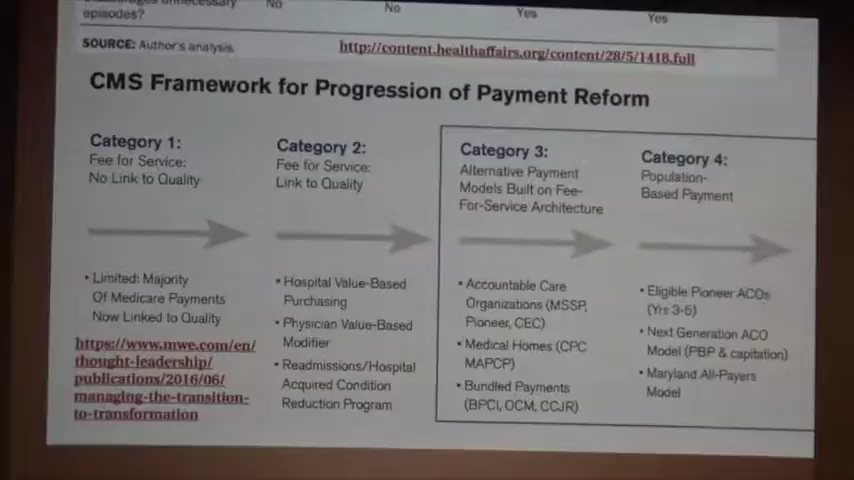 unnecessary No No Yes Yes
episodes?
SOURCE: Author's analysis.
http://content.healthaffairs.org/content/28/5/1418.full
CMS Framework for Progression of Payment Reform
Category 1:
Fee for Service:
No Link to Quality
• Limited: Majority
Of Medicare Payments
Now Linked to Quality
https://www.mwe.com/en/
thought-leadership/
publications/2016/06/
managing-the-transition-
to-transformation
Category 2:
Fee for Service:
Link to Quality
• Hospital Value-Based
Purchasing
• Physician Value-Based
Modifier
• Readmissions/Hospital
Acquired Condition
Reduction Program
Category 3:
Alternative Payment
Models Built on Fee-
For-Service Architecture
• Accountable Care
Organizations (MSSP,
Pioneer, CEC)
• Medical Homes (CPC
MAPCP)
• Bundled Payments
(BPCI, OCM, CCJR)
Category 4:
Population-
Based Payment
• Eligible Pioneer ACOs
(Yrs 3-5)
• Next Generation ACO
Model (PBP & capitation)
• Maryland All-Payers
Model